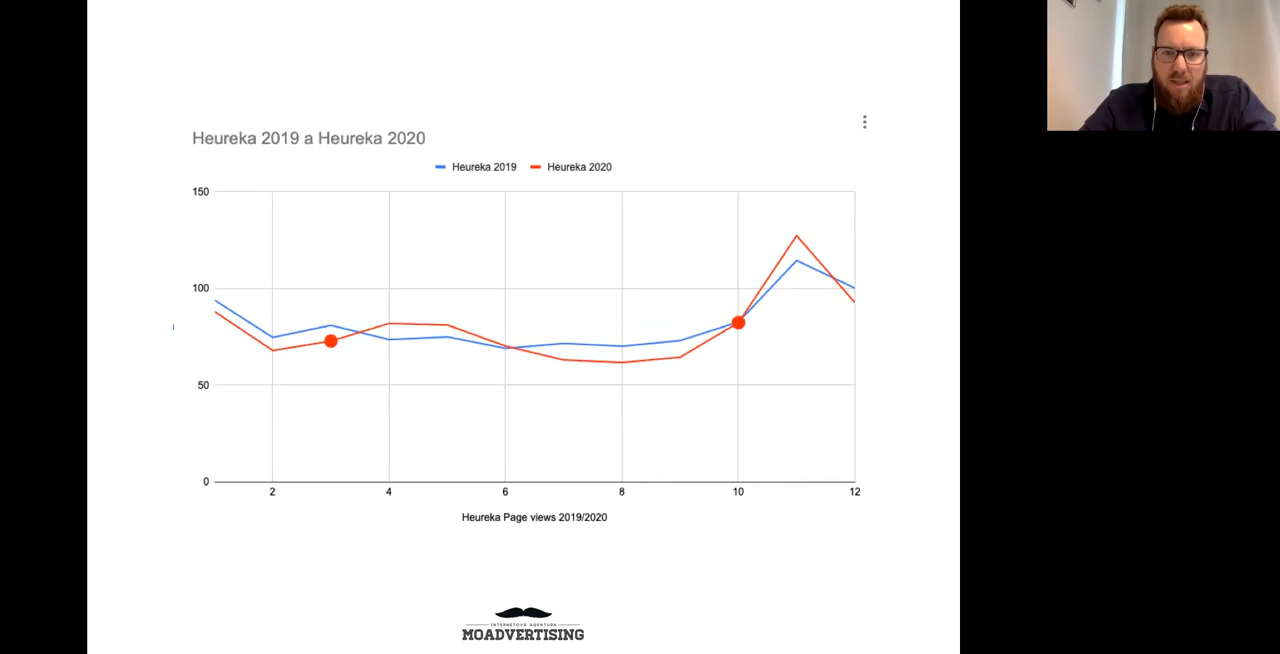 Heureka 2019 a Heureka 2020
Heureka 2019 Heureka 2020
150
100
50
0
2 4 6 8 10 12
Heureka Page views 2019/2020
INTERNETOVÁ AGENTURA
MOADVERTISING